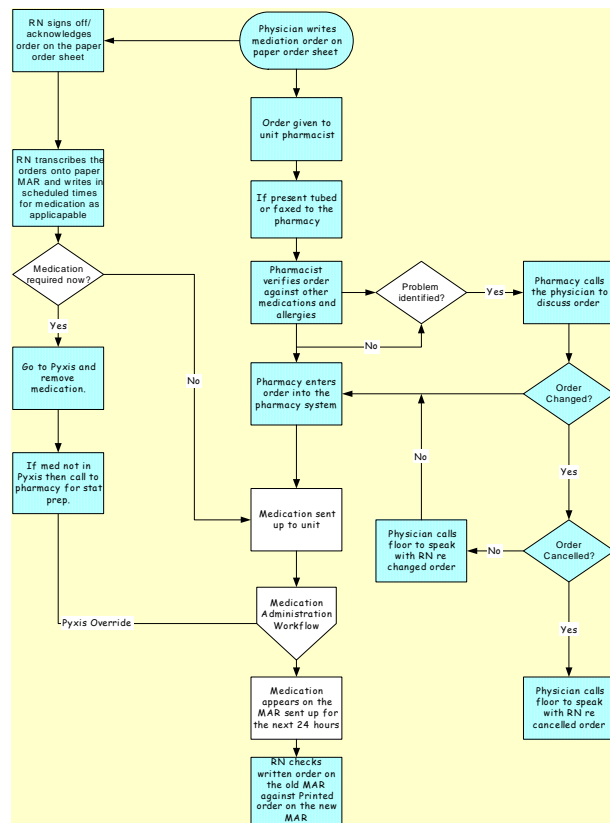 RN signs off/
acknowledges
order on the paper
order sheet
Physician writes
mediation order on
paper order sheet
Order given to
unit pharmacist
RN transcribes the
orders onto paper
MAR and writes in
scheduled times
for medication as
applicapable
If present tubed
or faxed to the
pharmacy
Medication
required now?
Pharmacist
verifies order
against other
medications and
allergies
Problem
identified?
Yes
Pharmacy calls
the physician to
discuss order
Yes
No
Go to Pyxis and
remove
medication.
No
Pharmacy enters
order into the
pharmacy system
Order
Changed?
No
Yes
If med not in
Pyxis then call to
pharmacy for stat
prep.
Medication sent
up to unit
Physician calls
floor to speak
with RN re
changed order
No
Order
Cancelled?
Pyxis Override
Medication
Administration
Workflow
Yes
Medication
appears on the
MAR sent up for
the next 24 hours
Physician calls
floor to speak
with RN re
cancelled order
RN checks
written order on
the old MAR
against Printed
order on the new
MAR